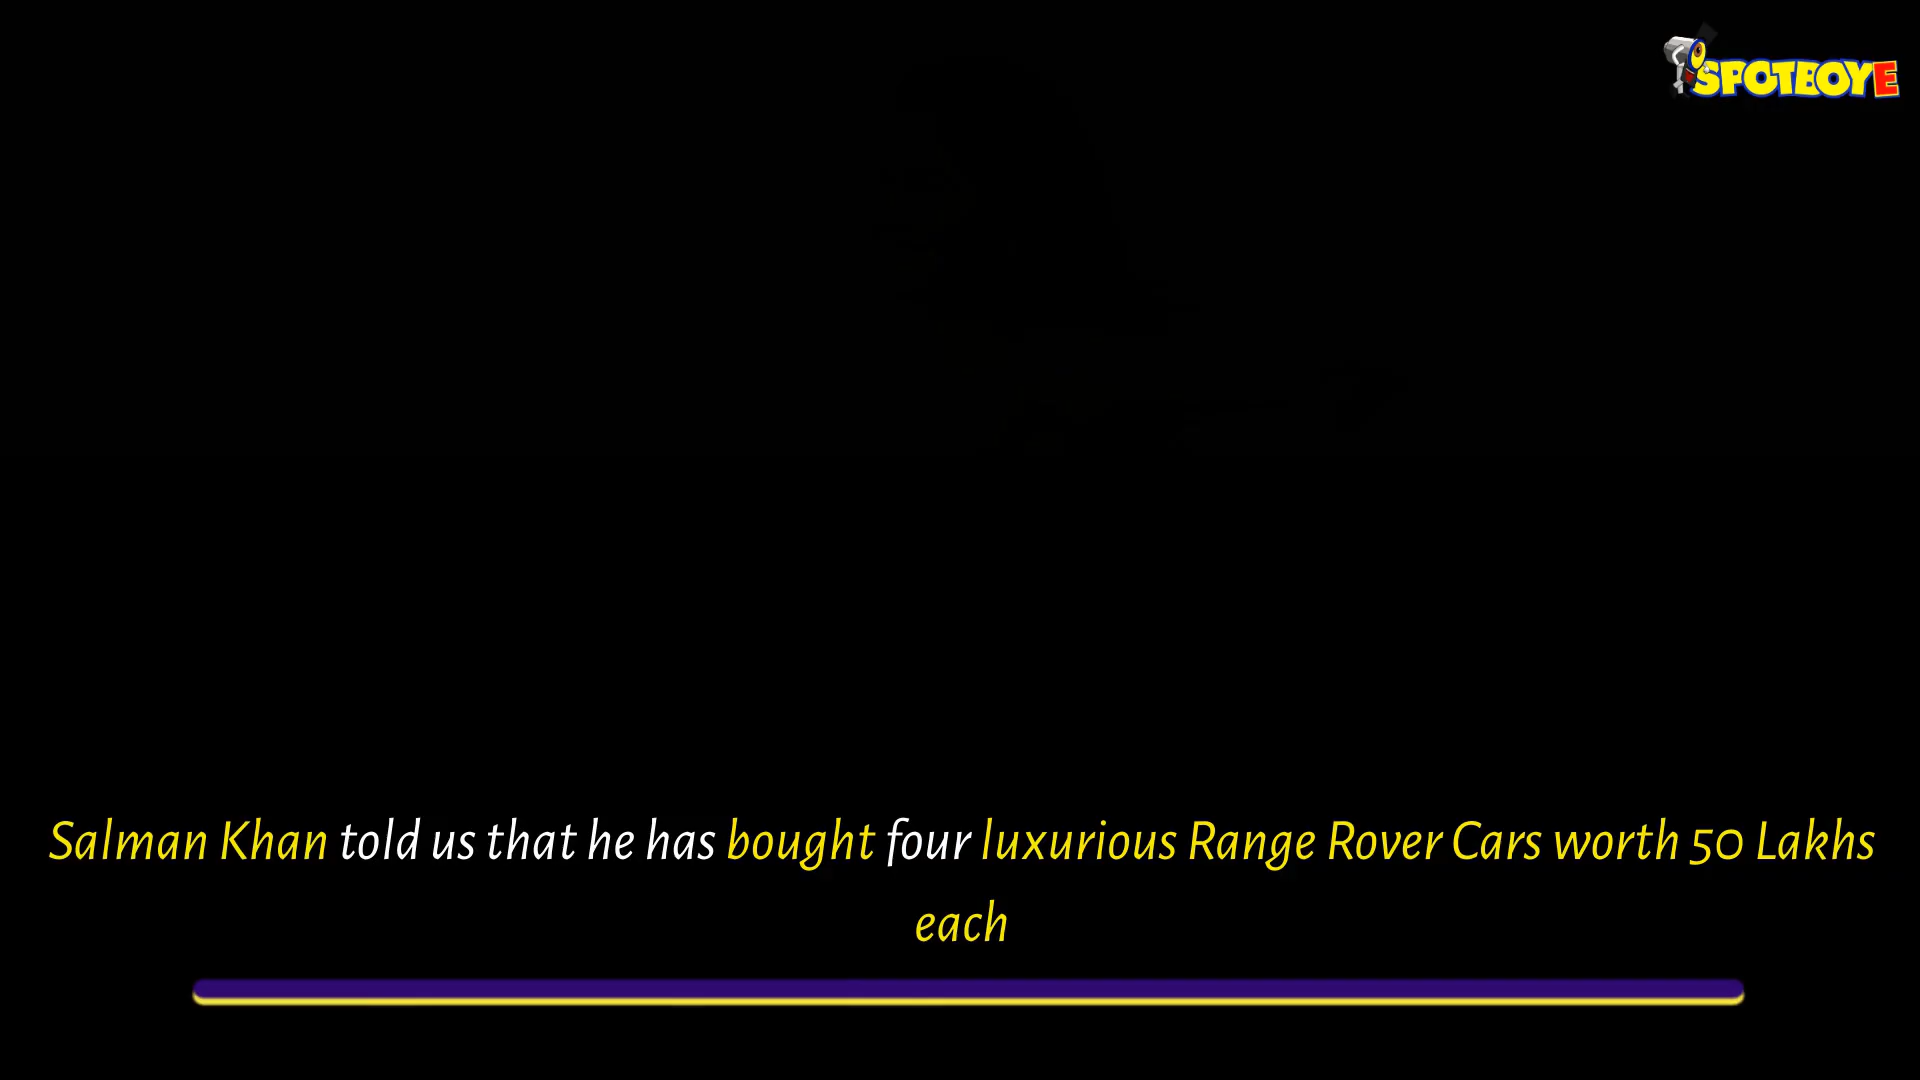 SPOTBOYE
Salman Khan told us that he has bought four luxurious Range Rover Cars worth 50 Lakhs
each